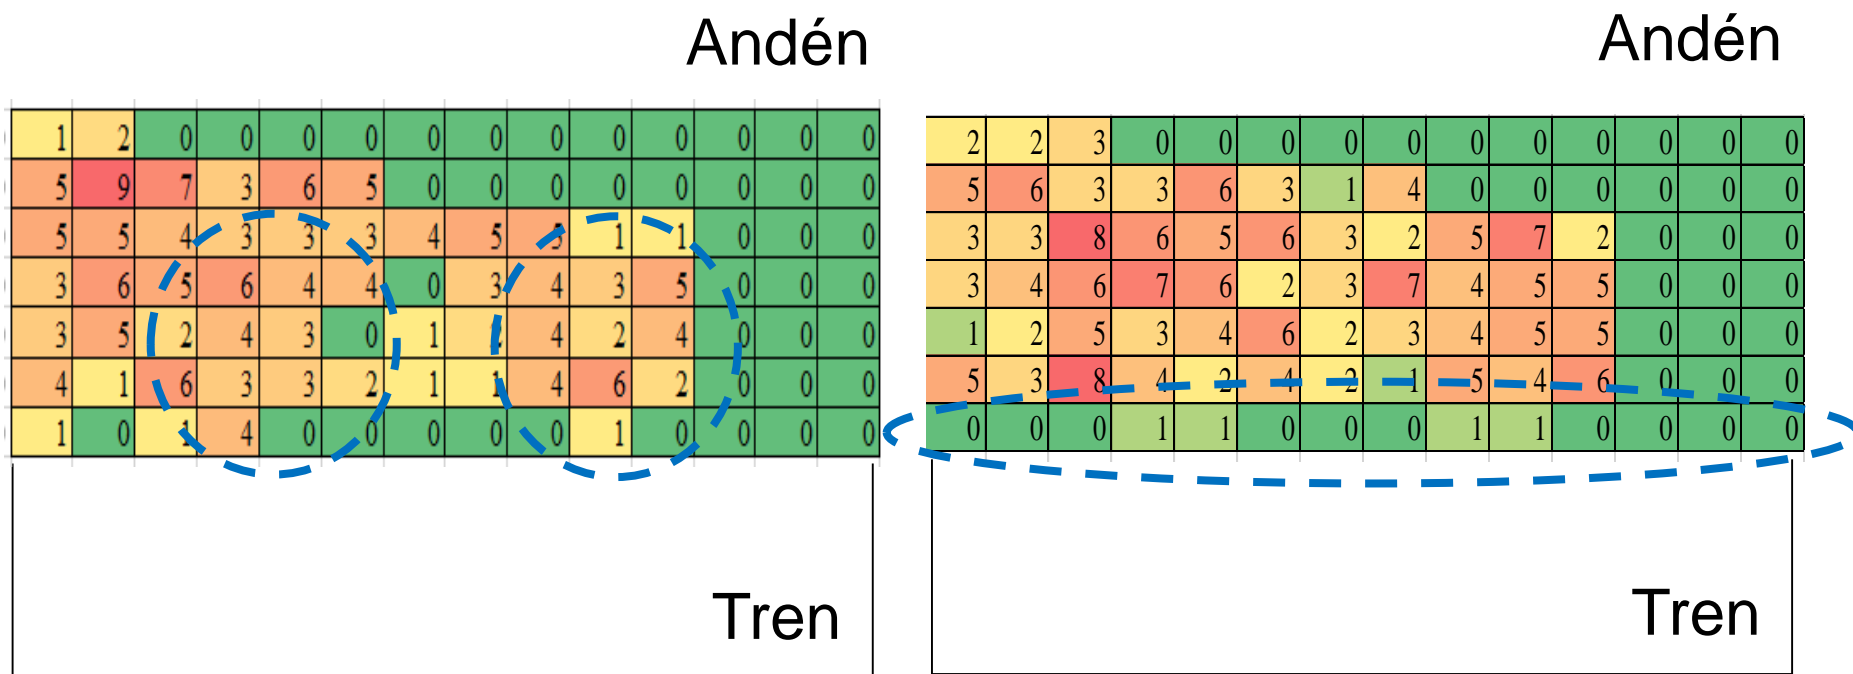 Andén
1 2 0 0 0 0 0 0 0 0 0 0 0 0
5 9 7 3 6 5 0 0 0 0 0 0 0 0
5 5 4 3 3 3 4 5 5 1 1 0 0 0
3 6 5 6 4 4 0 3 4 3 5 0 0 0
3 5 2 4 3 0 1 2 4 2 4 0 0 0
4 1 6 3 3 2 1 1 4 6 2 0 0 0
1 0 1 4 0 0 0 0 0 1 0 0 0 0
Tren
Andén
2 2 3 0 0 0 0 0 0 0 0 0 0 0
5 6 3 3 6 3 1 4 0 0 0 0 0 0
3 3 8 6 5 6 3 2 5 7 2 0 0 0
3 4 6 7 6 2 3 7 4 5 5 0 0 0
1 2 5 3 4 6 2 3 4 5 5 0 0 0
5 3 8 4 2 4 2 1 5 4 6 0 0 0
0 0 0 1 1 0 0 0 1 1 0 0 0 0
Tren